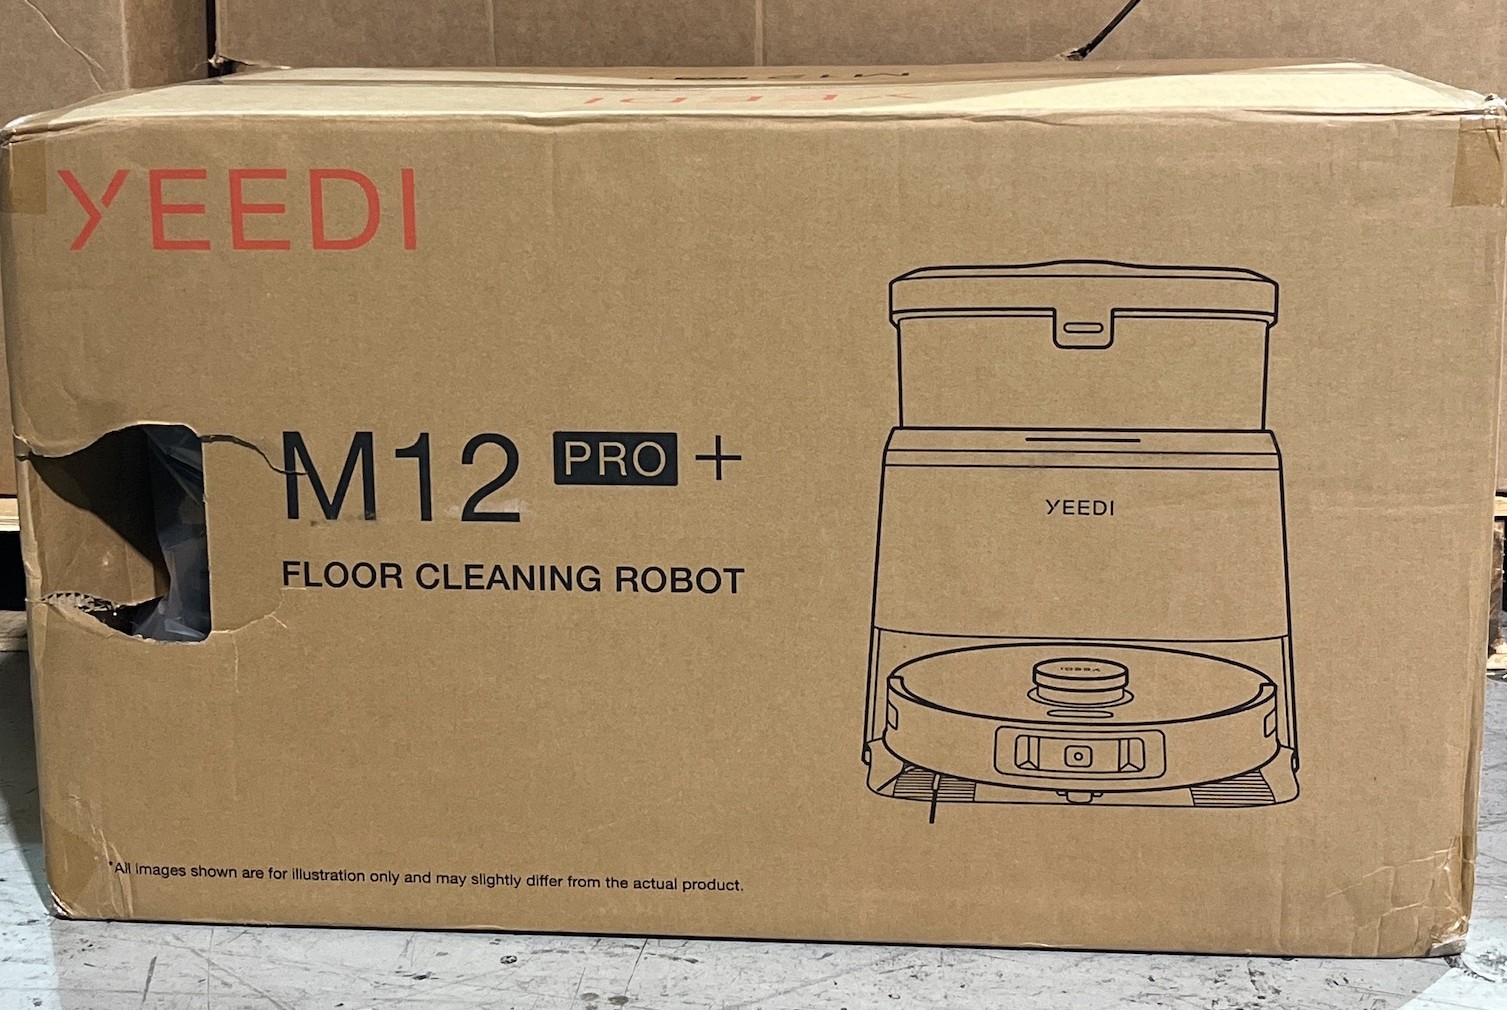 YEEDI
M12 PRO +
FLOOR CLEANING ROBOT
YEEDI
YEEDI
*All images shown are for illustration only and may slightly differ from the actual product.